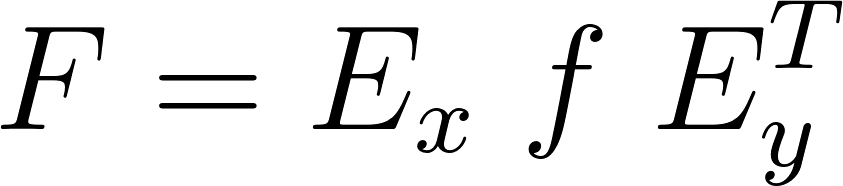 F = E_x f E_y^T